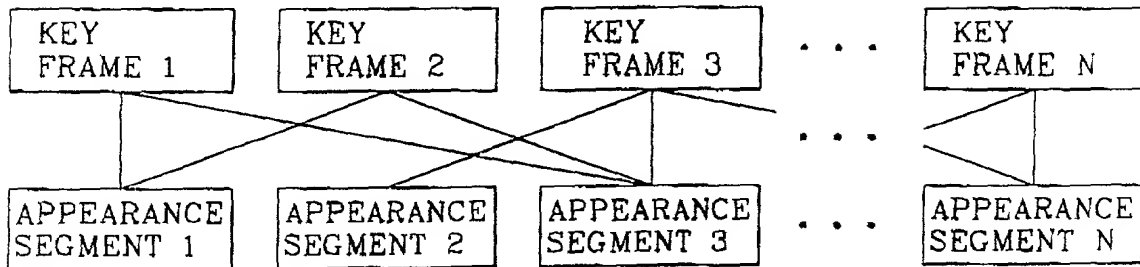 KEY
FRAME 1
KEY
FRAME 2
KEY
FRAME 3
. . .
KEY
FRAME N
. . .
APPEARANCE
SEGMENT 1
APPEARANCE
SEGMENT 2
APPEARANCE
SEGMENT 3
. . .
APPEARANCE
SEGMENT N